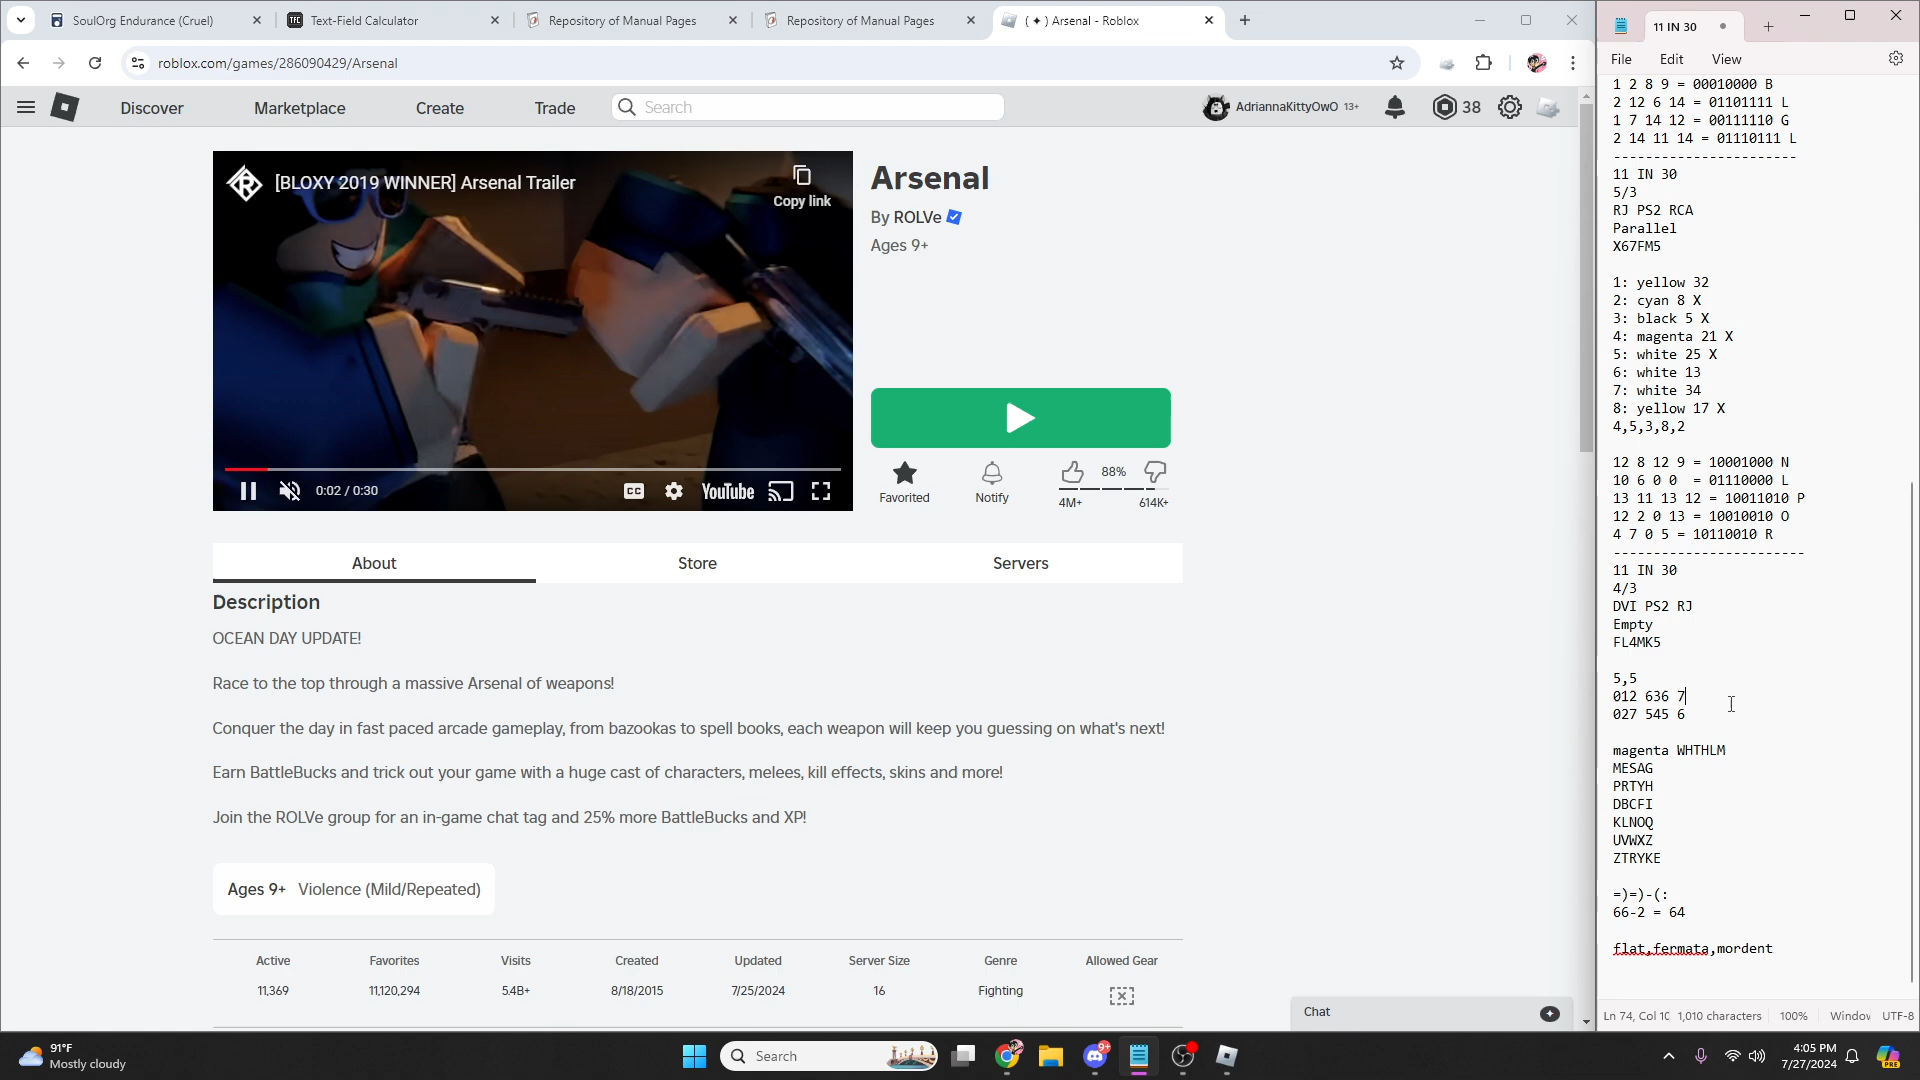 SoulOrg Endurance (Cruel)
TFC Text-Field Calculator
Repository of Manual Pages
Repository of Manual Pages
( ✦ ) Arsenal - Roblox
roblox.com/games/286090429/Arsenal
Discover
Marketplace
Create
Trade
Search
AdriannaKittyOwO 13+
38
[BLOXY 2019 WINNER] Arsenal Trailer
Copy link
0:02 / 0:30
CC
YouTube
Arsenal
By ROLVe
Ages 9+
Favorited
Notify
4M+
88%
614K+
About
Store
Servers
Description
OCEAN DAY UPDATE!
Race to the top through a massive Arsenal of weapons!
Conquer the day in fast paced arcade gameplay, from bazookas to spell books, each weapon will keep you guessing on what's next!
Earn BattleBucks and trick out your game with a huge cast of characters, melees, kill effects, skins and more!
Join the ROLVe group for an in-game chat tag and 25% more BattleBucks and XP!
Ages 9+ Violence (Mild/Repeated)
Active Favorites Visits Created Updated Server Size Genre Allowed Gear
11,369 11,120,294 5.4B+ 8/18/2015 7/25/2024 16 Fighting
Chat
11 IN 30
File Edit View
1 2 8 9 = 00010000 B
2 12 6 14 = 01101111 L
1 7 14 12 = 00111110 G
2 14 11 14 = 01110111 L
-----------------------
11 IN 30
5/3
RJ PS2 RCA
Parallel
X67FM5
1: yellow 32
2: cyan 8 X
3: black 5 X
4: magenta 21 X
5: white 25 X
6: white 13
7: white 34
8: yellow 17 X
4,5,3,8,2
12 8 12 9 = 10001000 N
10 6 0 0 = 01110000 L
13 11 13 12 = 10011010 P
12 2 0 13 = 10010010 O
4 7 0 5 = 10110010 R
------------------------
11 IN 30
4/3
DVI PS2 RJ
Empty
FL4MK5
5,5
012 636 7
027 545 6
magenta WHTHLM
MESAG
PRTYH
DBCFI
KLNOQ
UVWXZ
ZTRYKE
=)=)-(:
66-2 = 64
flat,fermata,mordent
Ln 74, Col 10 1,010 characters 100% Window UTF-8
91°F
Mostly cloudy
Search
9+
4:05 PM
7/27/2024
PRE